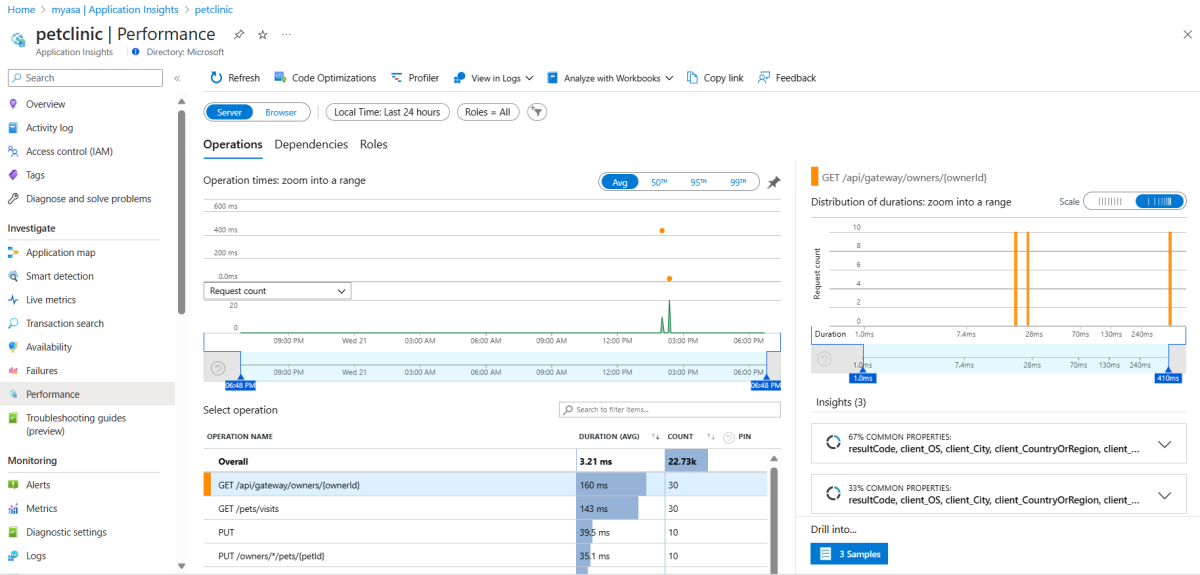 Home > myasa | Application Insights > petclinic
petclinic | Performance
Application Insights Directory: Microsoft
Search
Overview
Activity log
Access control (IAM)
Tags
Diagnose and solve problems
Investigate
Application map
Smart detection
Live metrics
Transaction search
Availability
Failures
Performance
Troubleshooting guides
(preview)
Monitoring
Alerts
Metrics
Diagnostic settings
Logs
Refresh Code Optimizations Profiler View in Logs Analyze with Workbooks Copy link Feedback
Server Browser Local Time: Last 24 hours Roles = All
Operations Dependencies Roles
Operation times: zoom into a range
Avg 50TH 95TH 99TH
600 ms
400 ms
200 ms
0.0ms
Request count
20
0
09:00 PM Wed 21 03:00 AM 06:00 AM 09:00 AM 12:00 PM 03:00 PM 06:00 PM
09:00 PM Wed 21 03:00 AM 06:00 AM 09:00 AM 12:00 PM 03:00 PM 06:00 PM
06:48 PM 06:48 PM
Select operation
Search to filter items...
OPERATION NAME DURATION (AVG) COUNT PIN
Overall 3.21 ms 22.73k
GET /api/gateway/owners/{ownerId} 160 ms 30
GET /pets/visits 143 ms 30
PUT 39.5 ms 10
PUT /owners/*/pets/{petId} 35.1 ms 10
GET /api/gateway/owners/{ownerId}
Distribution of durations: zoom into a range
Scale
Request count
10
8
6
4
2
0
Duration 1.0ms 7.4ms 28ms 70ms 130ms 240ms
1.0ms 7.4ms 28ms 70ms 130ms 240ms
1.0ms 410ms
Insights (3)
67% COMMON PROPERTIES:
resultCode, client_OS, client_City, client_CountryOrRegion, client_...
33% COMMON PROPERTIES:
resultCode, client_OS, client_City, client_CountryOrRegion, client_...
Drill into...
3 Samples